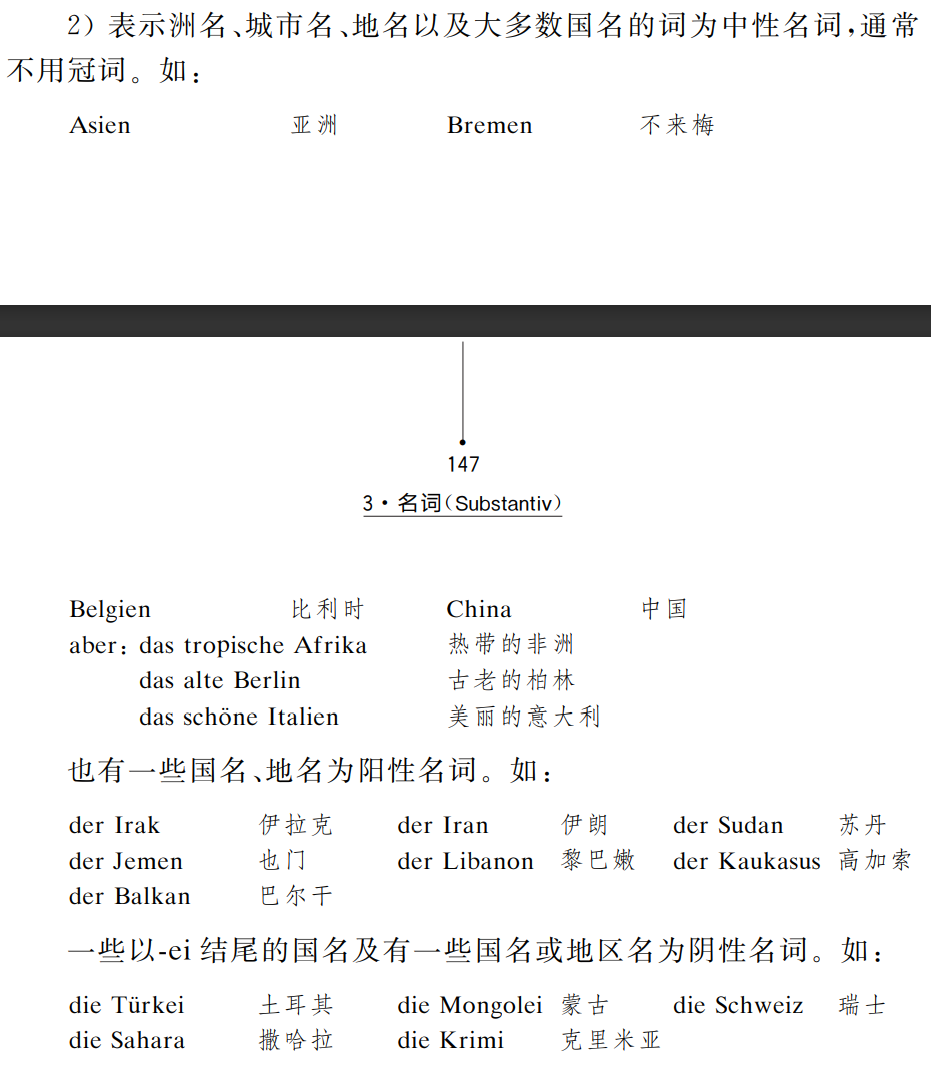 2）表示洲名、城市名、地名以及大多数国名的词为中性名词,通常
不用冠词。如：
Asien 亚洲 Bremen 不来梅
147
3·名词(Substantiv)
Belgien 比利时 China 中国
aber: das tropische Afrika 热带的非洲
das alte Berlin 古老的柏林
das schöne Italien 美丽的意大利
也有一些国名、地名为阳性名词。如：
der Irak 伊拉克 der Iran 伊朗 der Sudan 苏丹
der Jemen 也门 der Libanon 黎巴嫩 der Kaukasus 高加索
der Balkan 巴尔干
一些以-ei 结尾的国名及有一些国名或地区名为阴性名词。如：
die Türkei 土耳其 die Mongolei 蒙古 die Schweiz 瑞士
die Sahara 撒哈拉 die Krimi 克里米亚